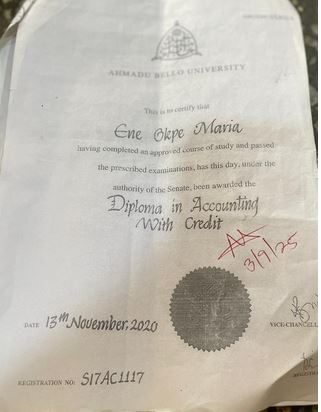 AHMADU BELLO UNIVERSITY
This is to certify that
Ene Okpe Maria
having completed an approved course of study and passed
the prescribed examinations, has this day, under the
authority of the Senate, been awarded the
Diploma in Accounting
With Credit
3/9/25
DATE 13th November, 2020
VICE-CHANCELL
REGISTRA
REGISTRATION NO: S17AC1117